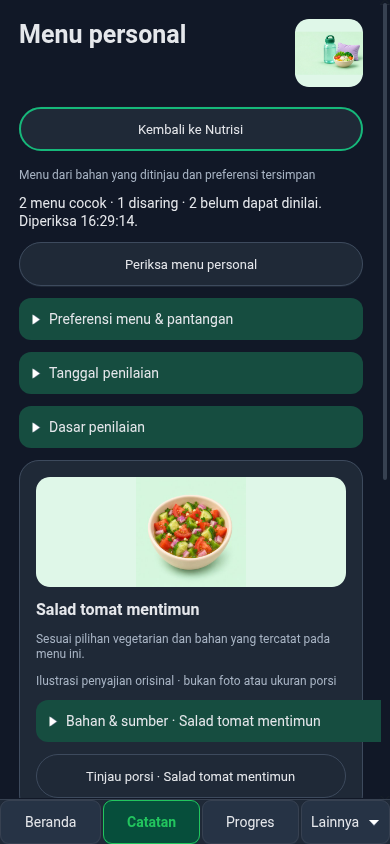 Menu personal
Kembali ke Nutrisi
Menu dari bahan yang ditinjau dan preferensi tersimpan
2 menu cocok · 1 disaring · 2 belum dapat dinilai.
Diperiksa 16:29:14.
Periksa menu personal
Preferensi menu & pantangan
Tanggal penilaian
Dasar penilaian
Salad tomat mentimun
Sesuai pilihan vegetarian dan bahan yang tercatat pada
menu ini.
Ilustrasi penyajian orisinal · bukan foto atau ukuran porsi
Bahan & sumber · Salad tomat mentimun
Tinjau porsi · Salad tomat mentimun
Beranda
Catatan
Progres
Lainnya